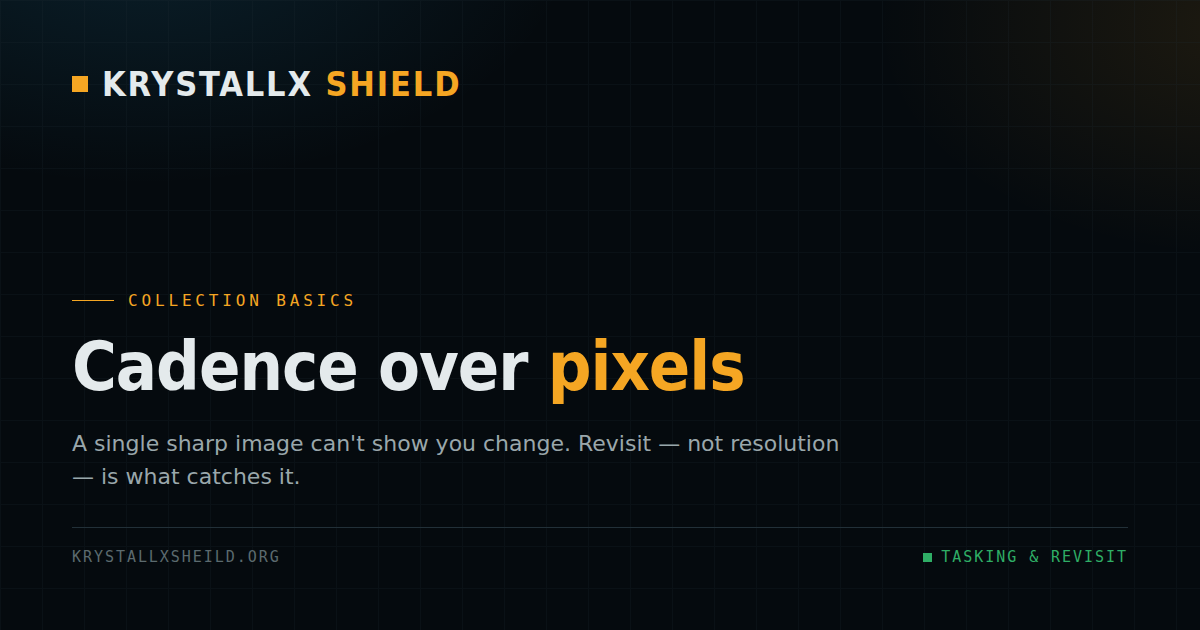 KRYSTALLX SHIELD
COLLECTION BASICS
Cadence over pixels
A single sharp image can't show you change. Revisit — not resolution
— is what catches it.
KRYSTALLXSHEILD.ORG
TASKING & REVISIT